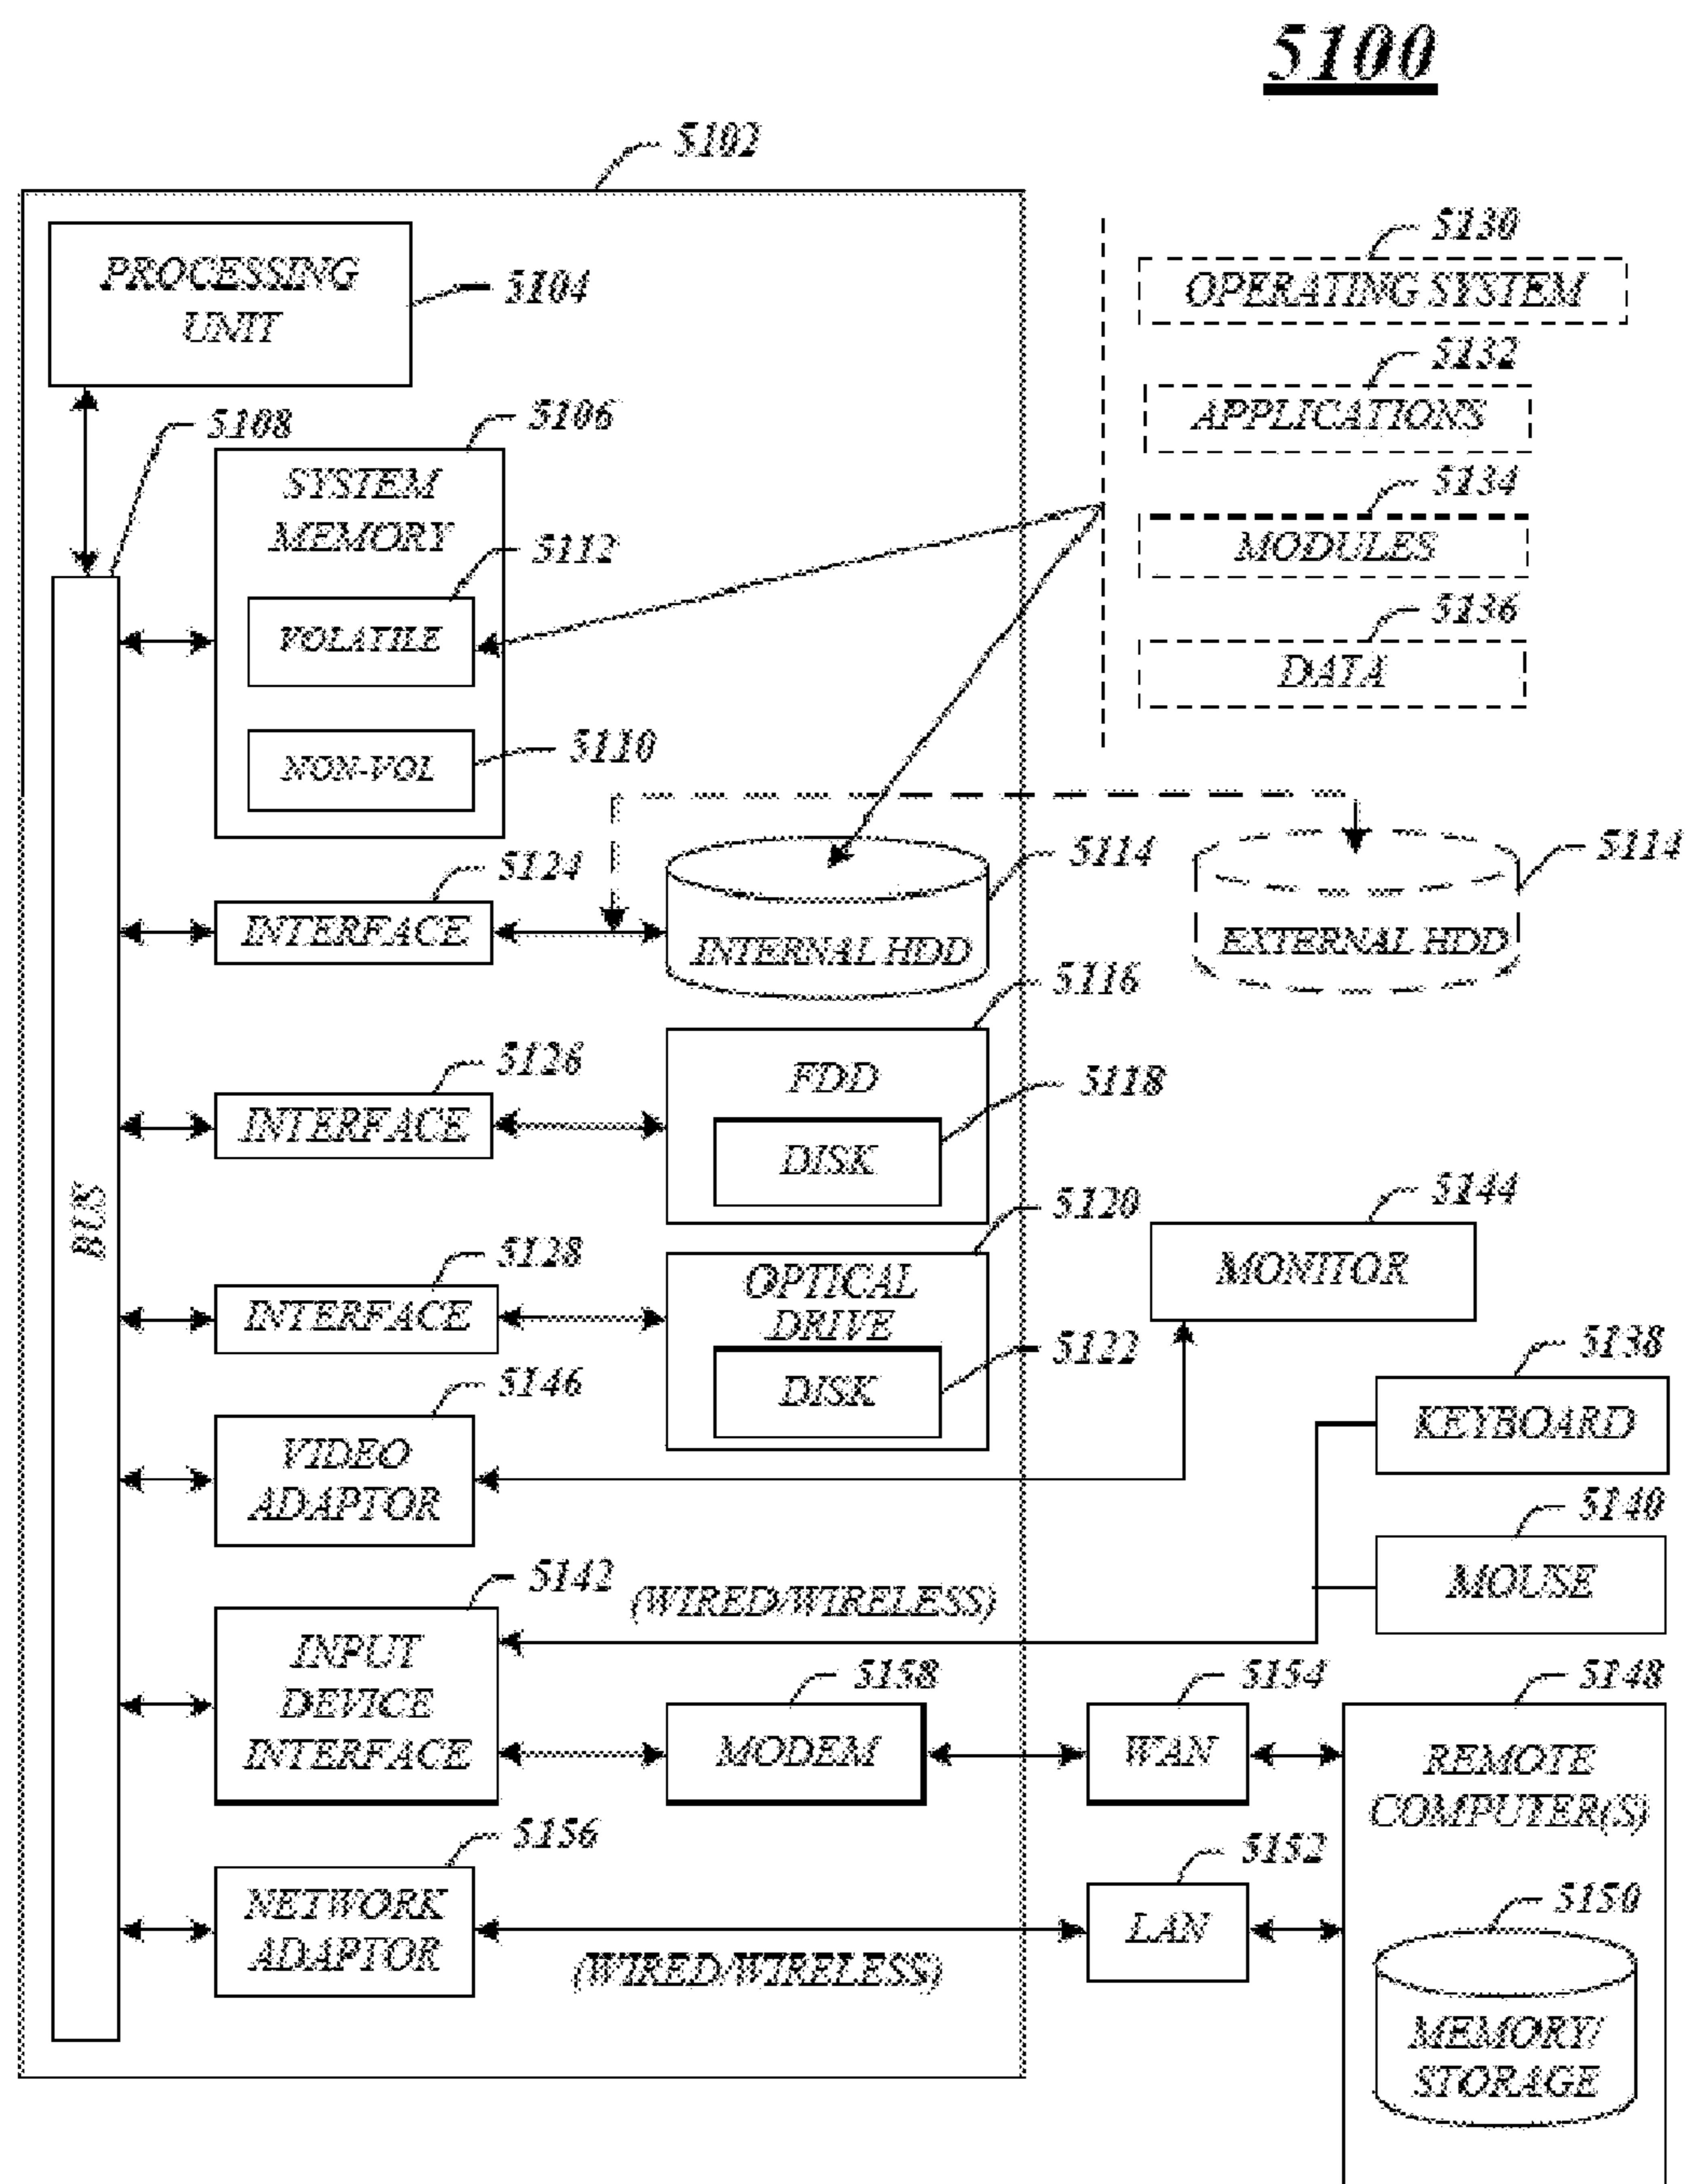 5100
5102
PROCESSING
UNIT
5104
5108
5106
SYSTEM
MEMORY
5112
VOLATILE
5110
NON-VOL
5130
OPERATING SYSTEM
5132
APPLICATIONS
5134
MODULES
5136
DATA
5124
INTERFACE
5114
INTERNAL HDD
5114
EXTERNAL HDD
5126
INTERFACE
5116
FDD
5118
DISK
BUS
5128
INTERFACE
5120
OPTICAL
DRIVE
5122
DISK
5144
MONITOR
5146
VIDEO
ADAPTOR
5138
KEYBOARD
5140
MOUSE
5142
INPUT
DEVICE
INTERFACE
(WIRED/WIRELESS)
5158
MODEM
5154
WAN
5148
REMOTE
COMPUTER(S)
5156
NETWORK
ADAPTOR
(WIRED/WIRELESS)
5152
LAN
5150
MEMORY/
STORAGE